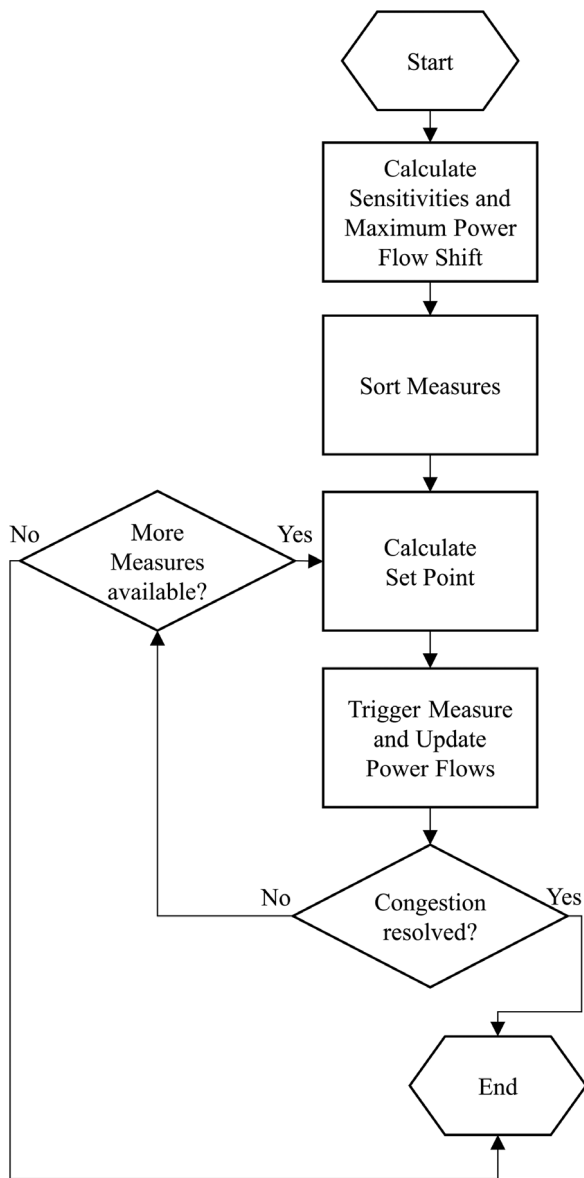 Start
Calculate
Sensitivities and
Maximum Power
Flow Shift
Sort Measures
No
More
Measures
available?
Yes
Calculate
Set Point
Trigger Measure
and Update
Power Flows
No
Congestion
resolved?
Yes
End